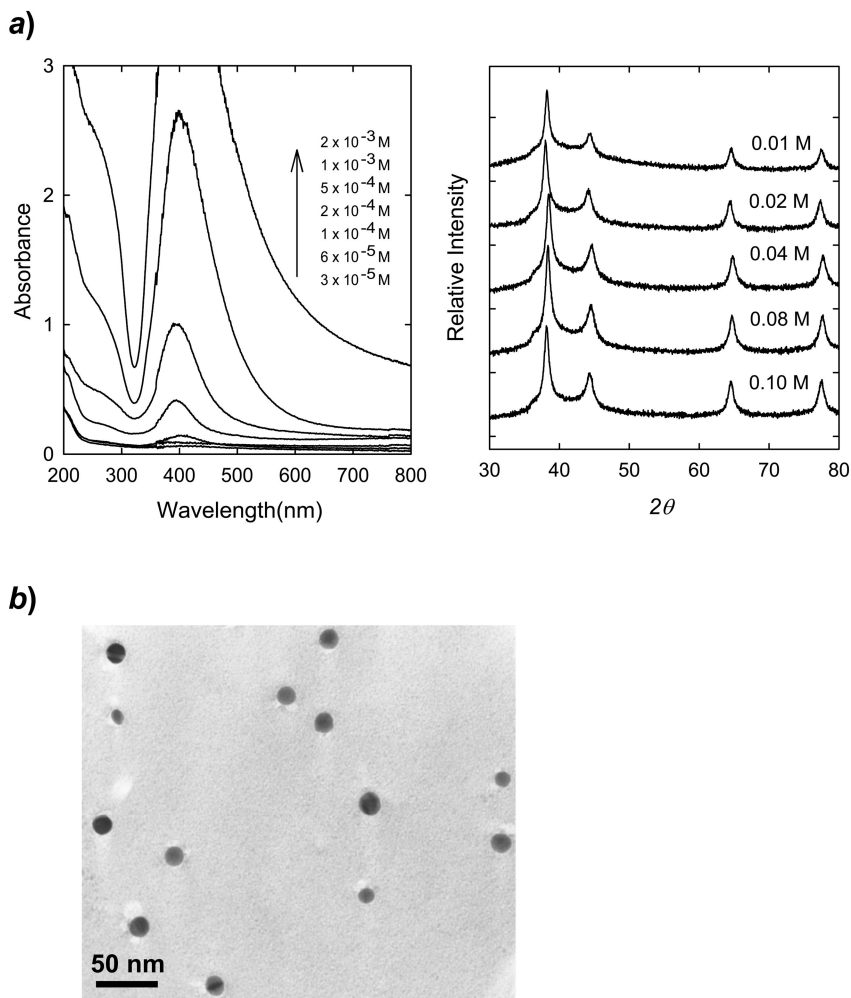 a)
3
2
1
0
Absorbance
2 x 10-3 M
1 x 10-3 M
5 x 10-4 M
2 x 10-4 M
1 x 10-4 M
6 x 10-5 M
3 x 10-5 M
200 300 400 500 600 700 800
Wavelength(nm)
Relative Intensity
0.01 M
0.02 M
0.04 M
0.08 M
0.10 M
30 40 50 60 70 80
2θ
b)
50 nm